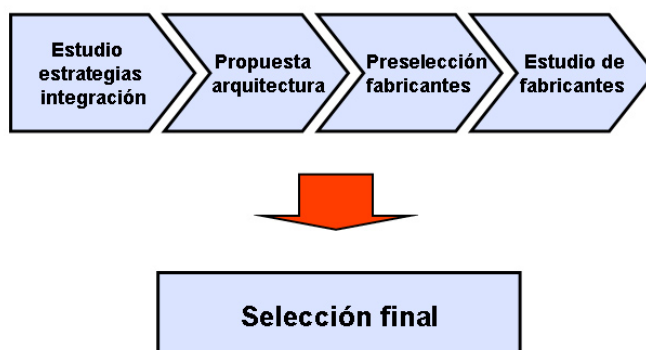 Estudio
estrategias
integración
Propuesta
arquitectura
Preselección
fabricantes
Estudio de
fabricantes
Selección final